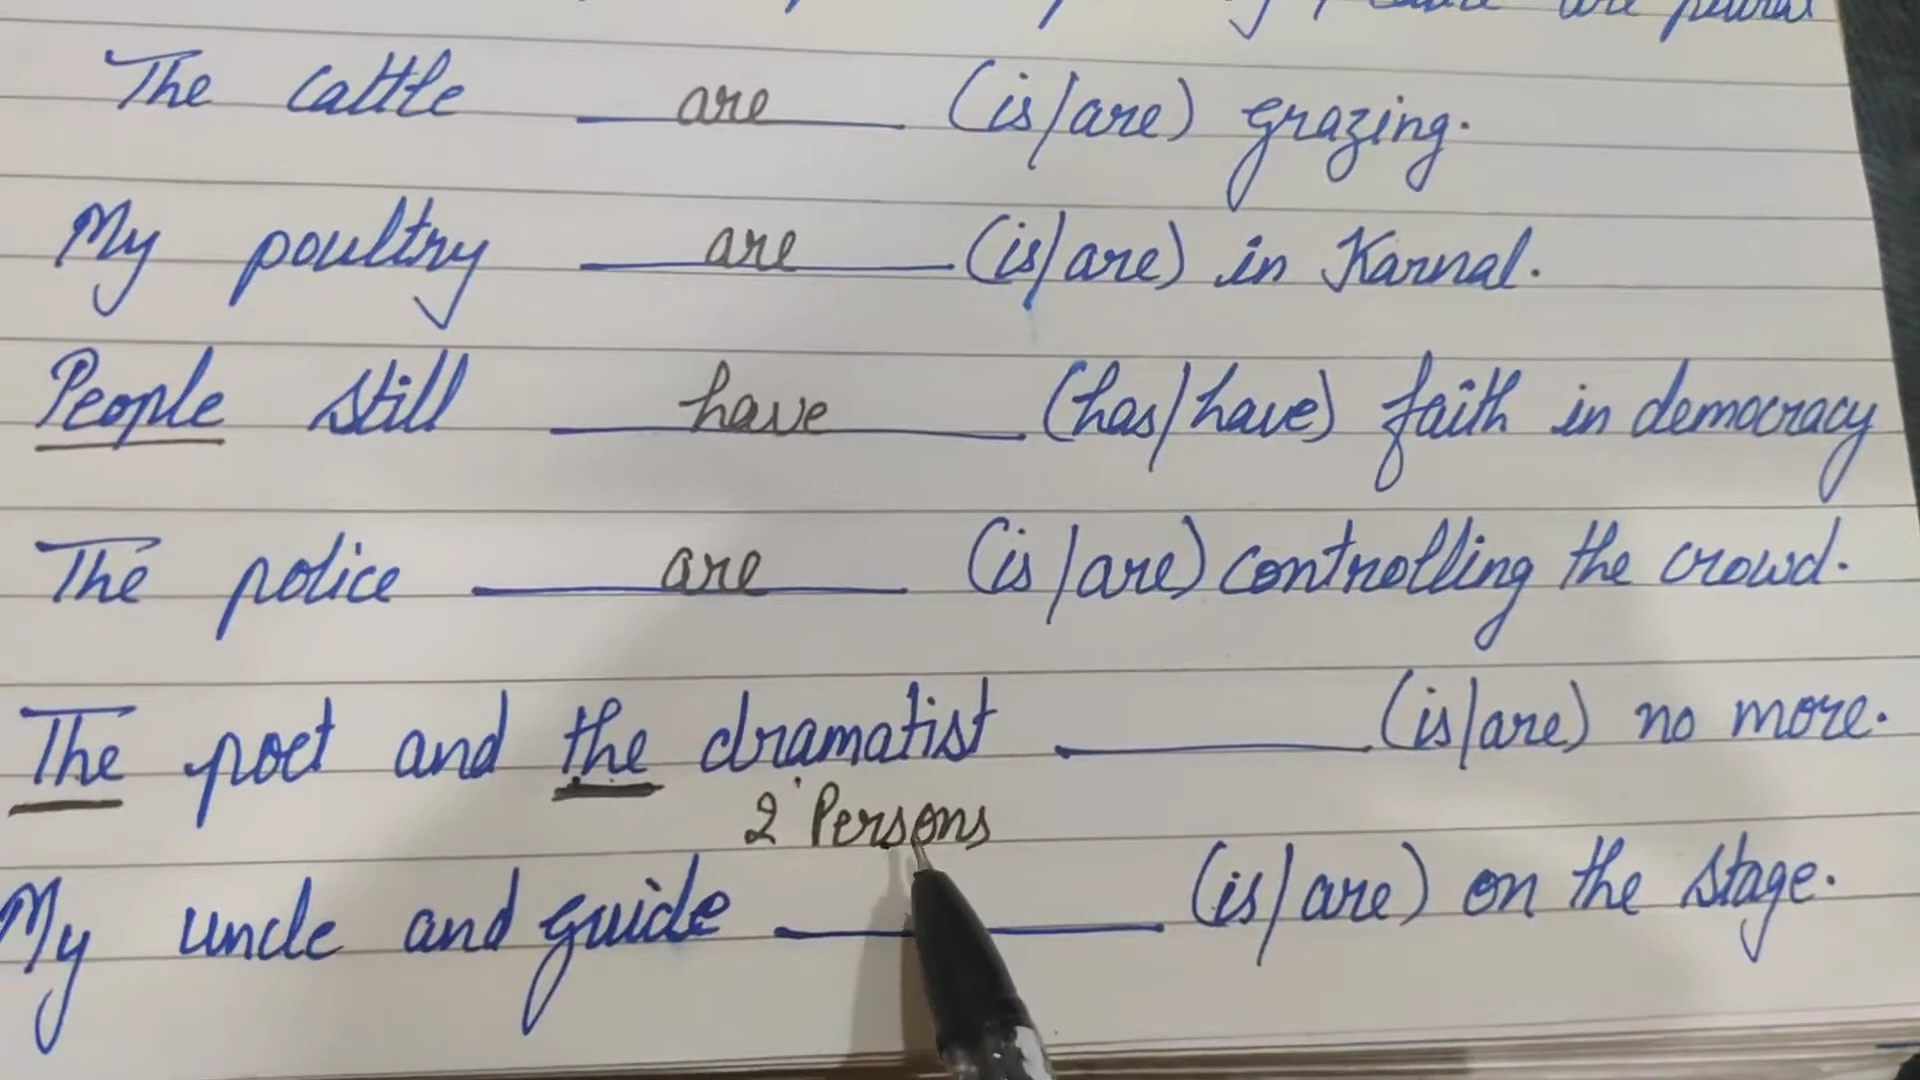 are plural
The cattle are (is/are) grazing.
My poultry are (is/are) in Karnal.
People still have (has/have) faith in democracy
The police are (is/are) controlling the crowd.
The poet and the dramatist (is/are) no more.
2 Persons
My uncle and guide (is/are) on the stage.